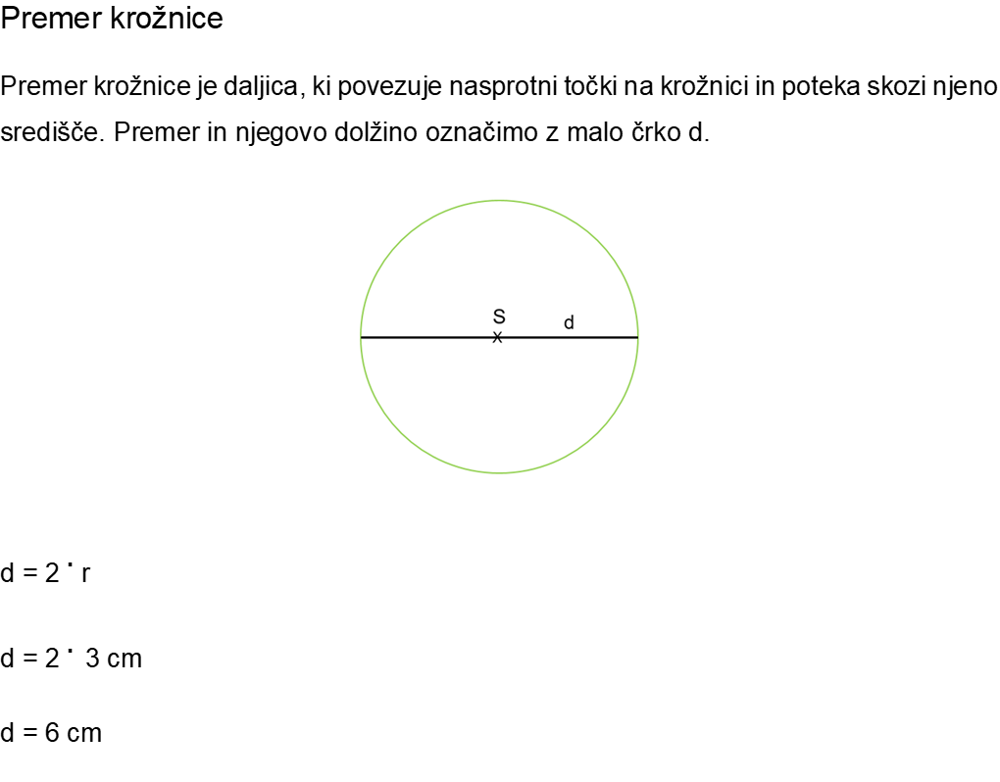 Premer krožnice
Premer krožnice je daljica, ki povezuje nasprotni točki na krožnici in poteka skozi njeno
središče. Premer in njegovo dolžino označimo z malo črko d.
S
d
x
d = 2 · r
d = 2 · 3 cm
d = 6 cm